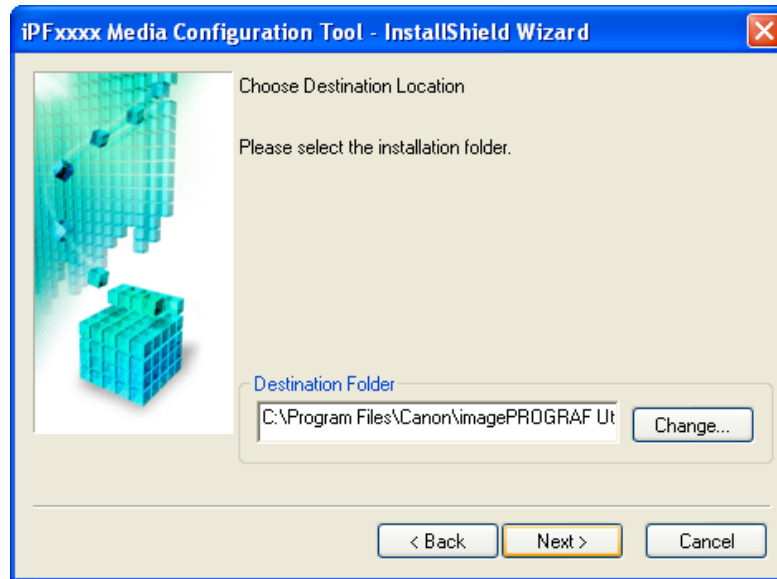 iPFxxxx Media Configuration Tool - InstallShield Wizard
Choose Destination Location
Please select the installation folder.
Destination Folder
C:\Program Files\Canon\imagePROGRAF Ut
Change...
< Back
Next >
Cancel